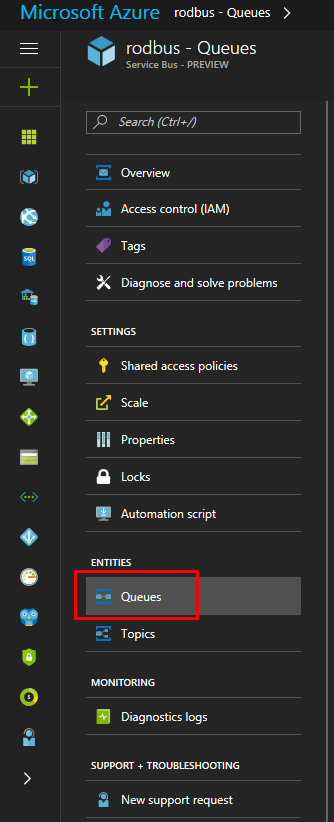 Microsoft Azure rodbus - Queues
rodbus - Queues
Service Bus - PREVIEW
Search (Ctrl+/)
Overview
Access control (IAM)
Tags
Diagnose and solve problems
SETTINGS
Shared access policies
Scale
Properties
Locks
Automation script
ENTITIES
Queues
Topics
MONITORING
Diagnostics logs
SUPPORT + TROUBLESHOOTING
New support request
SQL